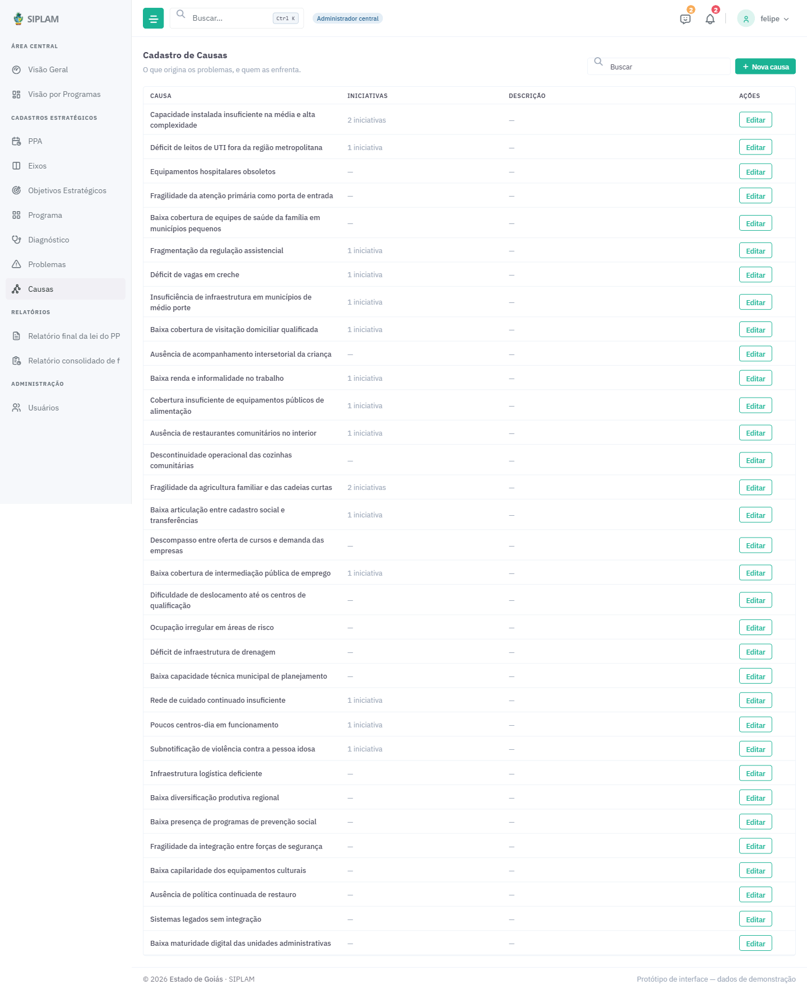 SIPLAM
ÁREA CENTRAL
Visão Geral
Visão por Programas
CADASTROS ESTRATÉGICOS
PPA
Eixos
Objetivos Estratégicos
Programa
Diagnóstico
Problemas
Causas
RELATÓRIOS
Relatório final da lei do PP
Relatório consolidado de f
ADMINISTRAÇÃO
Usuários
Buscar... Ctrl K
Administrador central
2
2
felipe
Cadastro de Causas
O que origina os problemas, e quem as enfrenta.
Buscar
+ Nova causa
CAUSA INICIATIVAS DESCRIÇÃO AÇÕES
Capacidade instalada insuficiente na média e alta
complexidade
2 iniciativas — Editar
Déficit de leitos de UTI fora da região metropolitana 1 iniciativa — Editar
Equipamentos hospitalares obsoletos — — Editar
Fragilidade da atenção primária como porta de entrada — — Editar
Baixa cobertura de equipes de saúde da família em
municípios pequenos
— — Editar
Fragmentação da regulação assistencial 1 iniciativa — Editar
Déficit de vagas em creche 1 iniciativa — Editar
Insuficiência de infraestrutura em municípios de
médio porte
1 iniciativa — Editar
Baixa cobertura de visitação domiciliar qualificada 1 iniciativa — Editar
Ausência de acompanhamento intersetorial da criança — — Editar
Baixa renda e informalidade no trabalho 1 iniciativa — Editar
Cobertura insuficiente de equipamentos públicos de
alimentação
1 iniciativa — Editar
Ausência de restaurantes comunitários no interior 1 iniciativa — Editar
Descontinuidade operacional das cozinhas
comunitárias
— — Editar
Fragilidade da agricultura familiar e das cadeias curtas 2 iniciativas — Editar
Baixa articulação entre cadastro social e
transferências
1 iniciativa — Editar
Descompasso entre oferta de cursos e demanda das
empresas
— — Editar
Baixa cobertura de intermediação pública de emprego 1 iniciativa — Editar
Dificuldade de deslocamento até os centros de
qualificação
— — Editar
Ocupação irregular em áreas de risco — — Editar
Déficit de infraestrutura de drenagem — — Editar
Baixa capacidade técnica municipal de planejamento — — Editar
Rede de cuidado continuado insuficiente 1 iniciativa — Editar
Poucos centros-dia em funcionamento 1 iniciativa — Editar
Subnotificação de violência contra a pessoa idosa 1 iniciativa — Editar
Infraestrutura logística deficiente — — Editar
Baixa diversificação produtiva regional — — Editar
Baixa presença de programas de prevenção social — — Editar
Fragilidade da integração entre forças de segurança — — Editar
Baixa capilaridade dos equipamentos culturais — — Editar
Ausência de política continuada de restauro — — Editar
Sistemas legados sem integração — — Editar
Baixa maturidade digital das unidades administrativas — — Editar
© 2026 Estado de Goiás · SIPLAM
Protótipo de interface — dados de demonstração